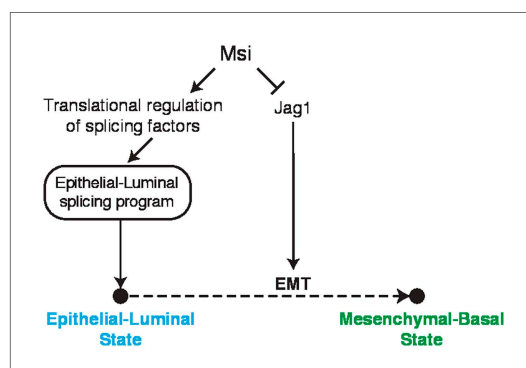 Msi
Translational regulation
of splicing factors
Jag1
Epithelial-Luminal
splicing program
EMT
Epithelial-Luminal
State
Mesenchymal-Basal
State